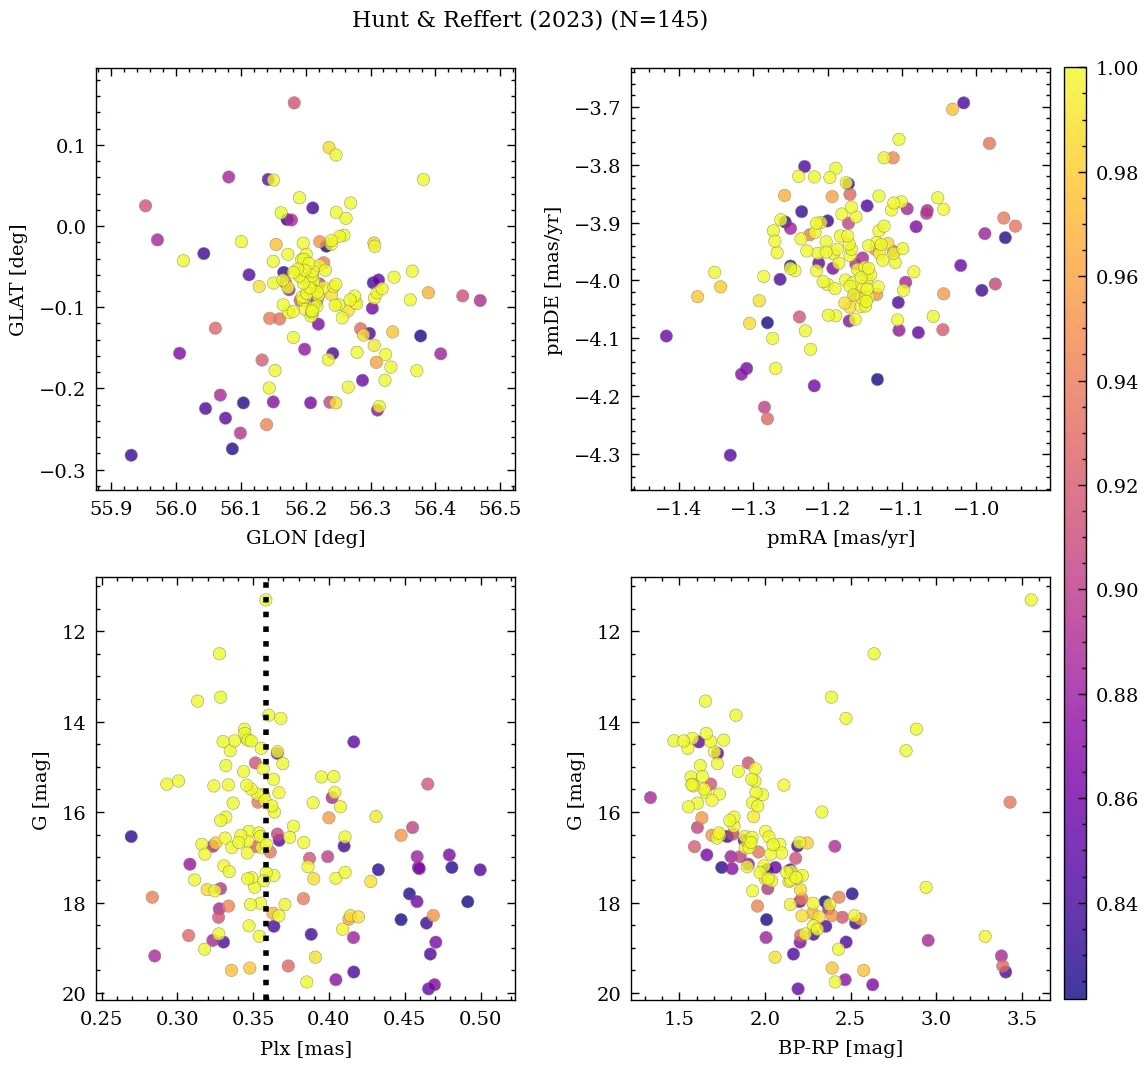 Hunt & Reffert (2023) (N=145)
0.1
0.0
−0.1
−0.2
−0.3
GLAT [deg]
55.9 56.0 56.1 56.2 56.3 56.4 56.5
GLON [deg]
−3.7
−3.8
−3.9
−4.0
−4.1
−4.2
−4.3
pmDE [mas/yr]
−1.4 −1.3 −1.2 −1.1 −1.0
pmRA [mas/yr]
12
14
16
18
20
G [mag]
0.25 0.30 0.35 0.40 0.45 0.50
Plx [mas]
12
14
16
18
20
G [mag]
1.5 2.0 2.5 3.0 3.5
BP-RP [mag]
1.00
0.98
0.96
0.94
0.92
0.90
0.88
0.86
0.84